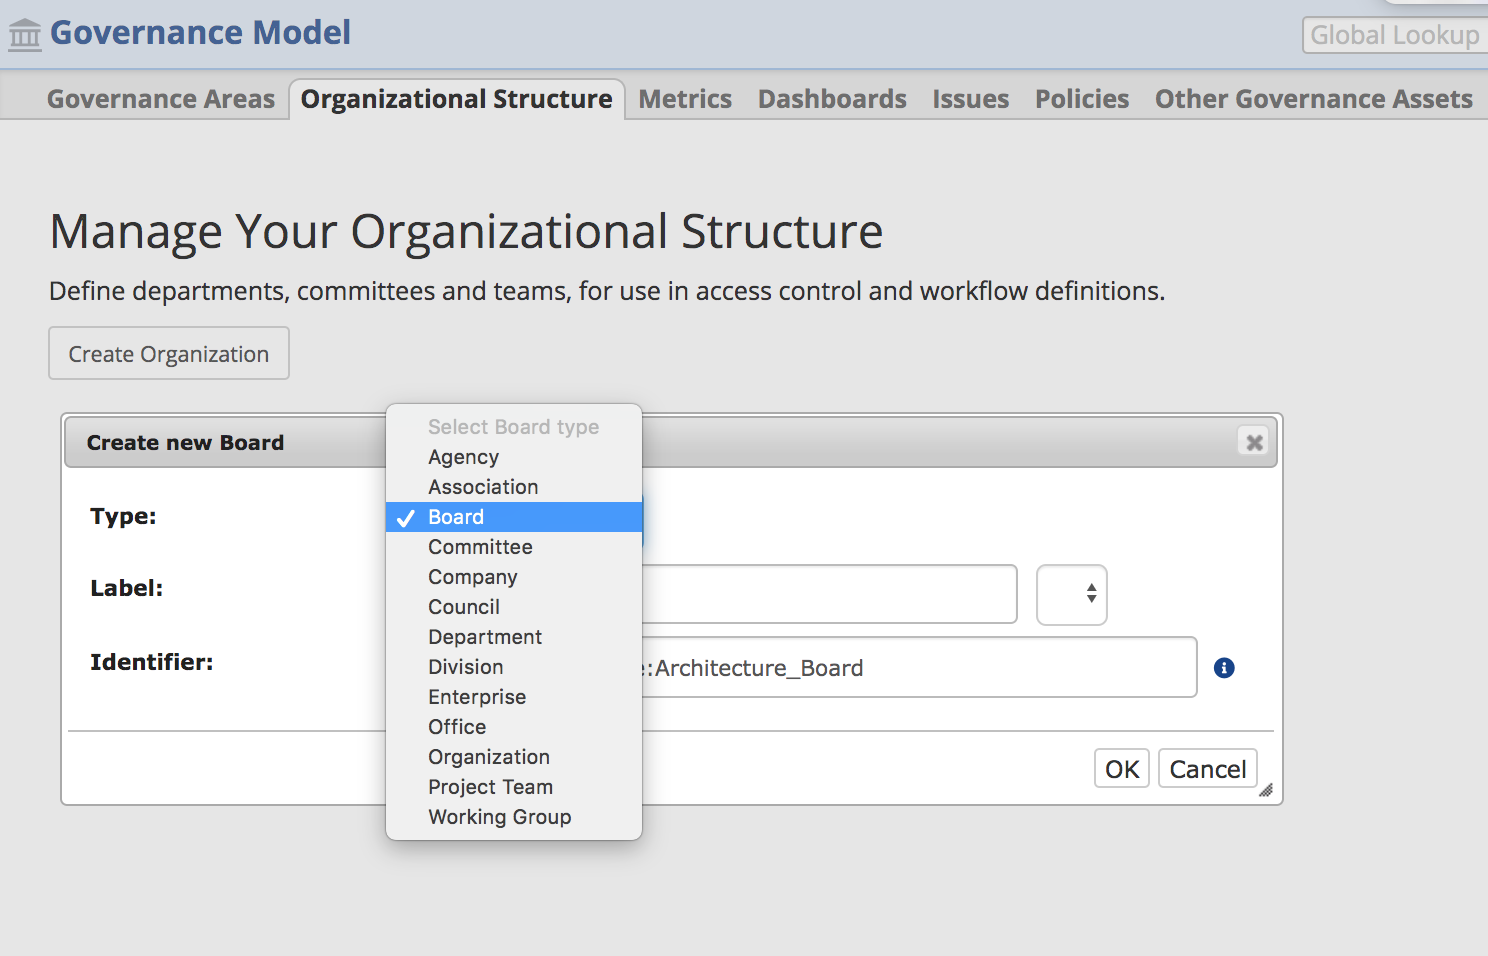 Governance Model
Global Lookup
Governance Areas Organizational Structure Metrics Dashboards Issues Policies Other Governance Assets
Manage Your Organizational Structure
Define departments, committees and teams, for use in access control and workflow definitions.
Create Organization
Create new Board
Select Board type
Agency
Association
Type:
Board
Committee
Company
Label:
Council
Department
Identifier:
:Architecture_Board
Division
Enterprise
Office
Organization
Project Team
Working Group
OK Cancel